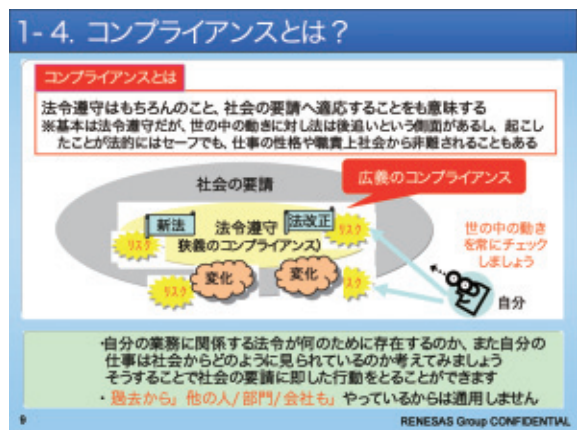 1-4. コンプライアンスとは？
コンプライアンスとは
法令遵守はもちろんのこと、社会の要請へ適応することをも意味する
※基本は法令遵守だが、世の中の動きに対し法は後追いという側面があるし、起こし
たことが法的にはセーフでも、仕事の性格や職責上社会から非難されることもある
社会の要請
広義のコンプライアンス
新法
法令遵守
法改正
リスク
狭義のコンプライアンス）
リスク
世の中の動き
を常にチェック
しましょう
変化
変化
リスク
リスク
自分
・自分の業務に関係する法令が何のために存在するのか、また自分の
仕事は社会からどのように見られているのか考えてみましょう
そうすることで社会の要請に即した行動をとることができます
・過去から」他の人/部門/会社も」やっているからは通用しません
9
RENESAS Group CONFIDENTIAL